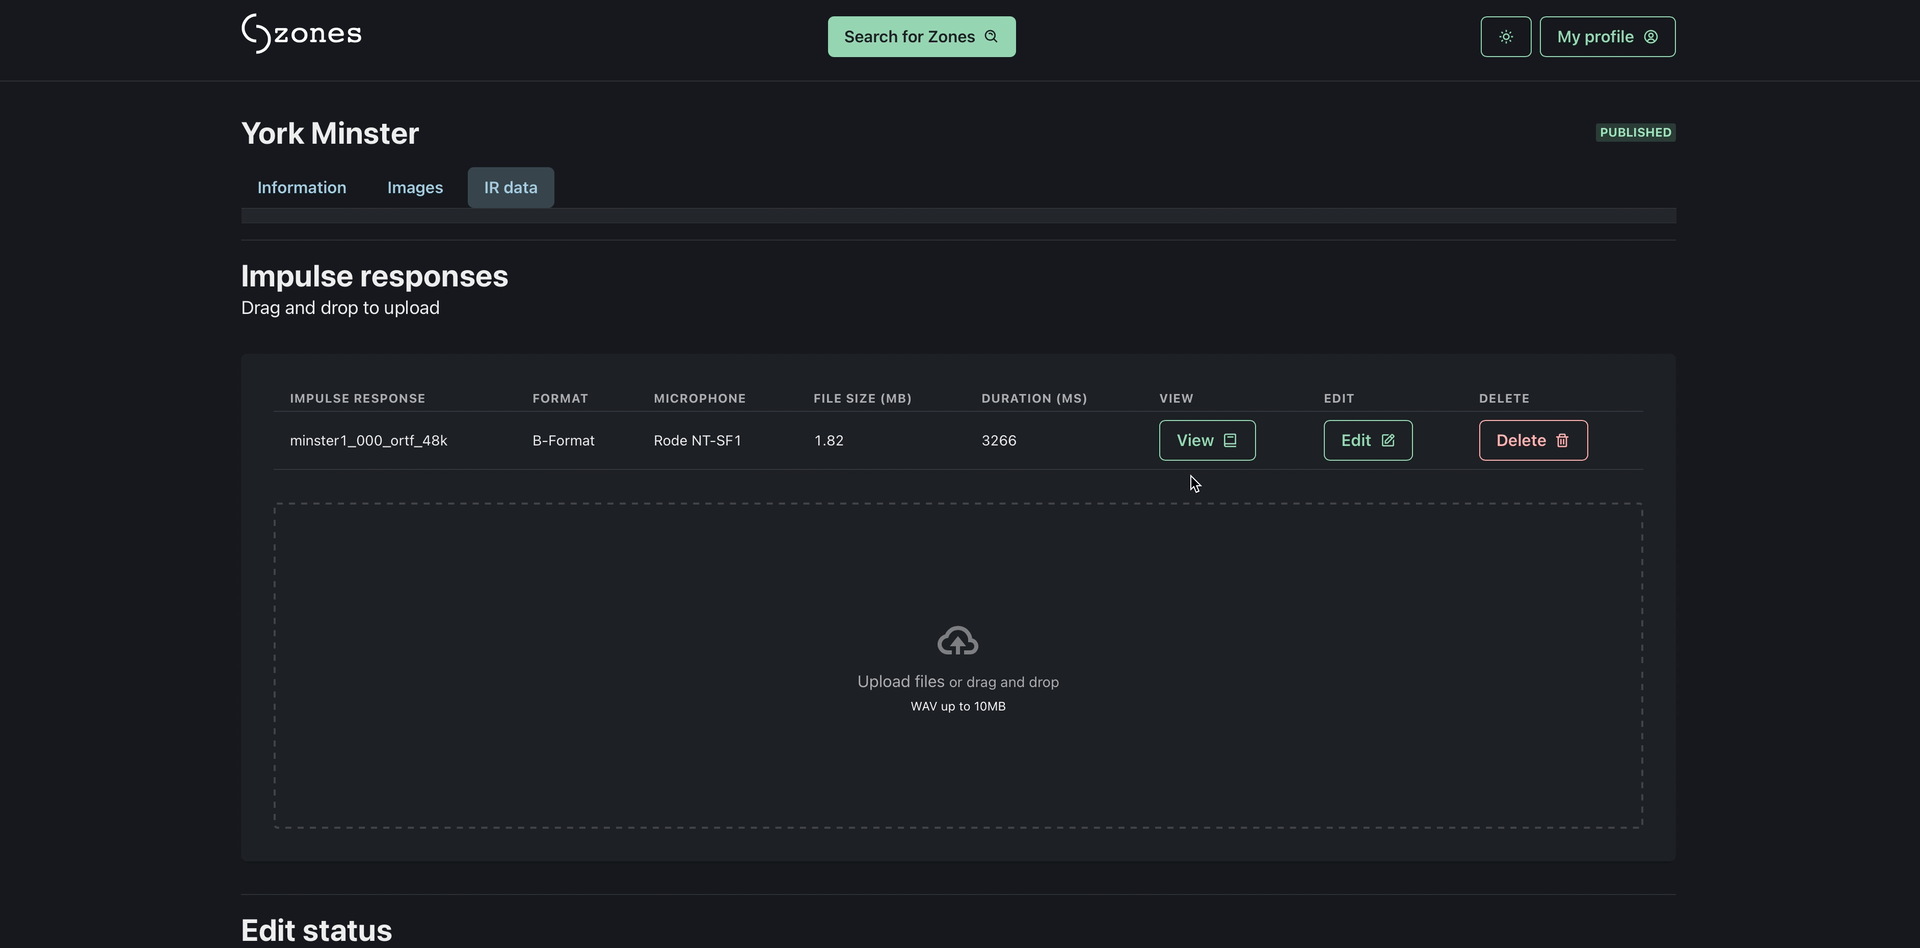 zones
Search for Zones
My profile
York Minster
PUBLISHED
Information Images IR data
Impulse responses
Drag and drop to upload
IMPULSE RESPONSE FORMAT MICROPHONE FILE SIZE (MB) DURATION (MS) VIEW EDIT DELETE
minster1_000_ortf_48k B-Format Rode NT-SF1 1.82 3266 View Edit Delete
Upload files or drag and drop
WAV up to 10MB
Edit status